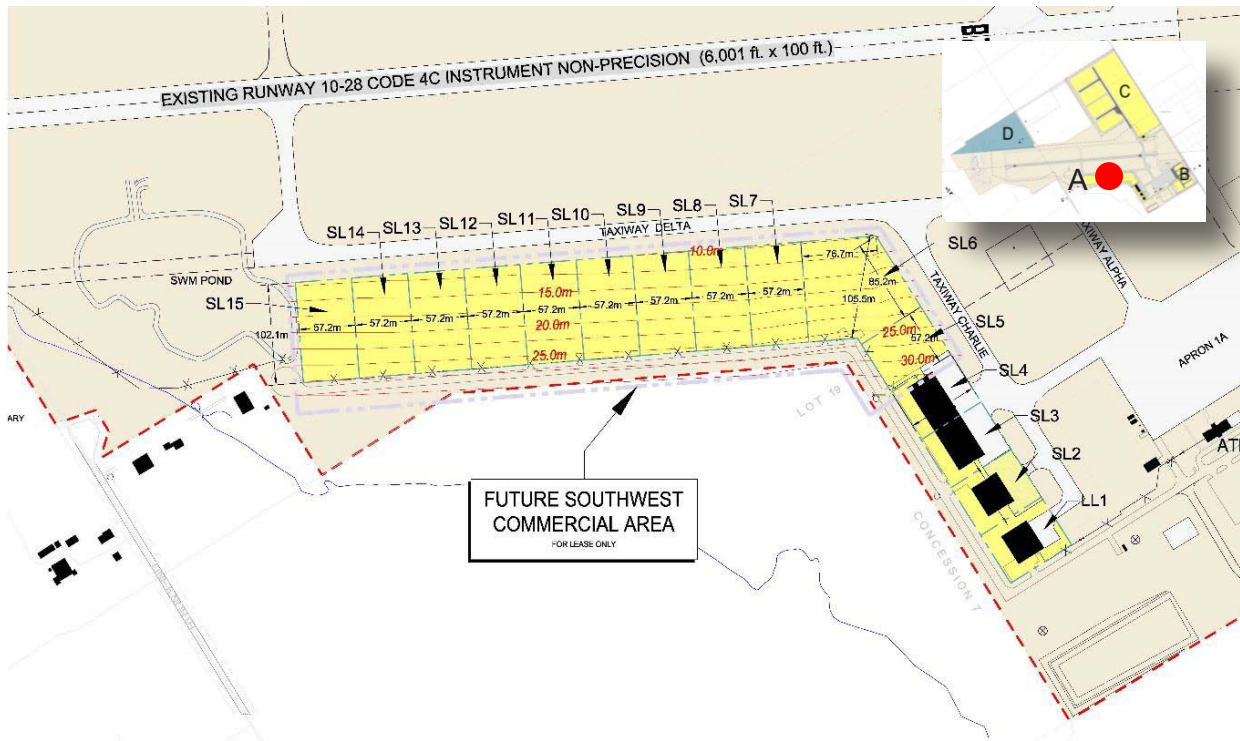 EXISTING RUNWAY 10-28 CODE 4C INSTRUMENT NON-PRECISION (6,001 ft. x 100 ft.)
C
D
A
B
SL14
SL13
SL12
SL11
SL10
SL9
SL8
SL7
TAXIWAY DELTA
SL6
TAXIWAY ALPHA
SWM POND
SL15
10.0m
76.7m
85.2m
105.5m
TAXIWAY CHARLIE
15.0m
57.2m
57.2m
57.2m
57.2m
57.2m
57.2m
57.2m
57.2m
57.2m
102.1m
20.0m
25.0m
25.0m
57.2m
30.0m
SL5
APRON 1A
SL4
SL3
SL2
LL1
LOT 19
ARY
ATI
FUTURE SOUTHWEST
COMMERCIAL AREA
FOR LEASE ONLY
CONCESSION 7